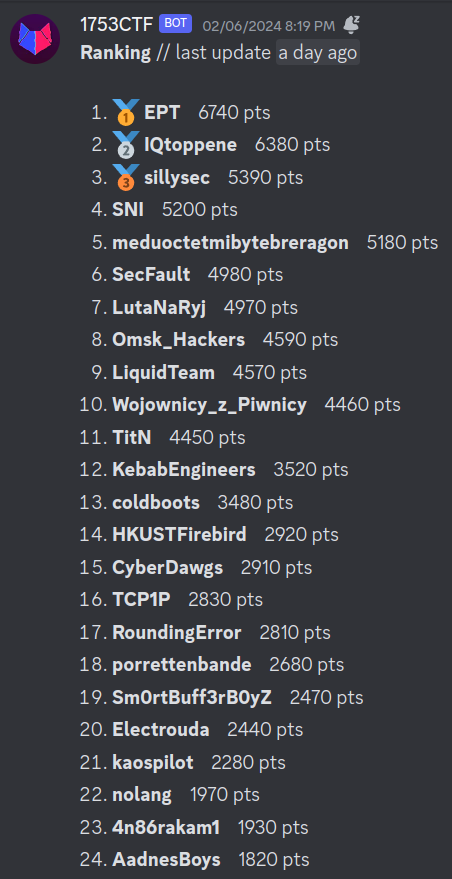 1753CTF BOT 02/06/2024 8:19 PM
Ranking // last update a day ago
1. EPT 6740 pts
2. IQtoppene 6380 pts
3. sillysec 5390 pts
4. SNI 5200 pts
5. meduoctetmibytebreragon 5180 pts
6. SecFault 4980 pts
7. LutaNaRyj 4970 pts
8. Omsk_Hackers 4590 pts
9. LiquidTeam 4570 pts
10. Wojownicy_z_Piwnicy 4460 pts
11. TitN 4450 pts
12. KebabEngineers 3520 pts
13. coldboots 3480 pts
14. HKUSTFirebird 2920 pts
15. CyberDawgs 2910 pts
16. TCP1P 2830 pts
17. RoundingError 2810 pts
18. porrettenbande 2680 pts
19. Sm0rtBuff3rB0yZ 2470 pts
20. Electrouda 2440 pts
21. kaospilot 2280 pts
22. nolang 1970 pts
23. 4n86rakam1 1930 pts
24. AadnesBoys 1820 pts